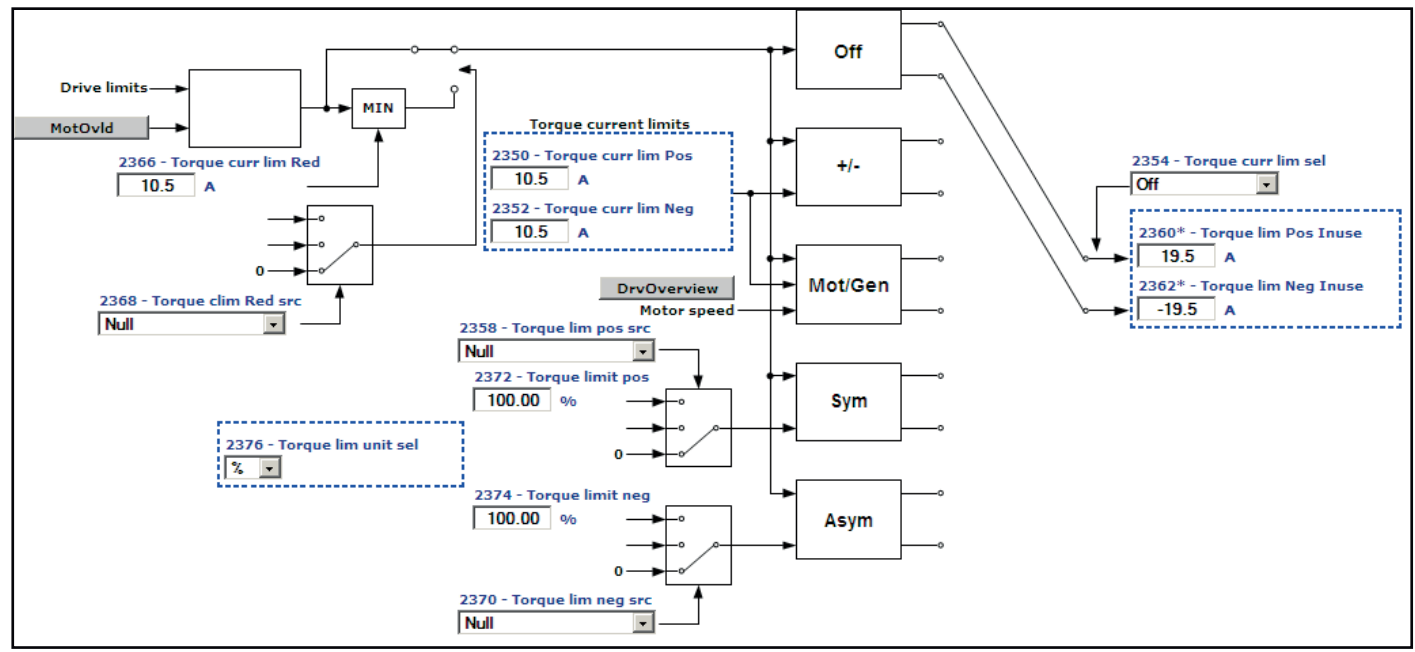 Drive limits
MotOvld
MIN
2366 - Torque curr lim Red
10.5 A
0
2368 - Torque clim Red src
Null
Torque current limits
2350 - Torque curr lim Pos
10.5 A
2352 - Torque curr lim Neg
10.5 A
DrvOverview
Motor speed
2358 - Torque lim pos src
Null
2372 - Torque limit pos
100.00 %
0
2376 - Torque lim unit sel
%
2374 - Torque limit neg
100.00 %
0
2370 - Torque lim neg src
Null
Off
+/-
Mot/Gen
Sym
Asym
2354 - Torque curr lim sel
Off
2360* - Torque lim Pos Inuse
19.5 A
2362* - Torque lim Neg Inuse
-19.5 A